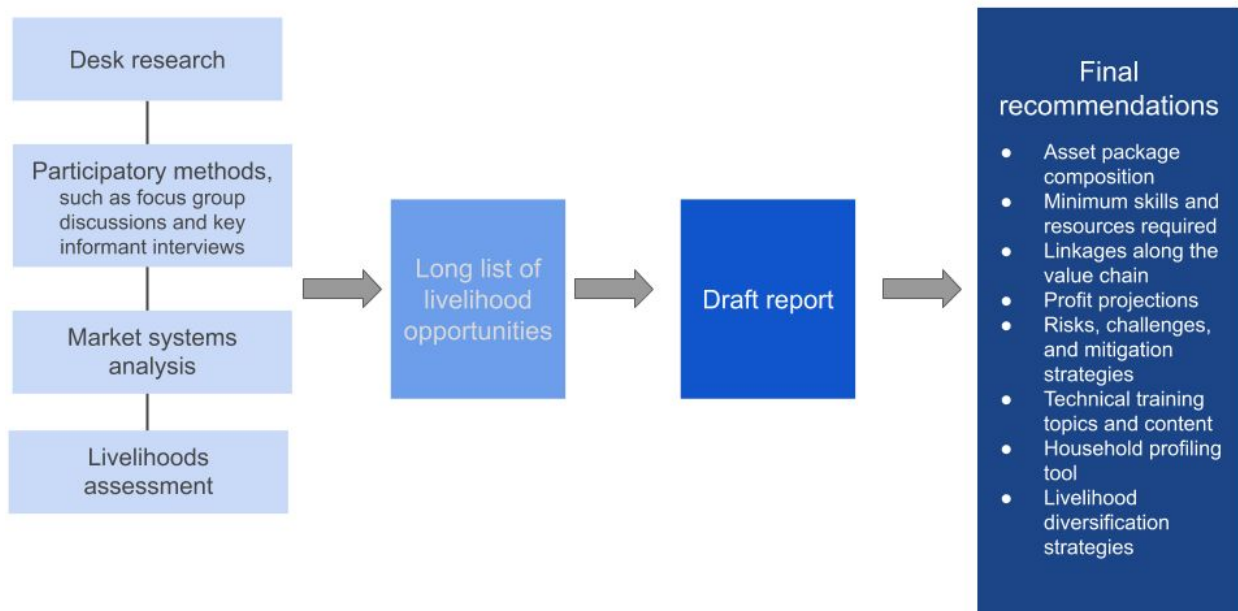 Desk research
Participatory methods,
such as focus group
discussions and key
informant interviews
Market systems
analysis
Livelihoods
assessment
Long list of
livelihood
opportunities
Draft report
Final
recommendations
● Asset package
composition
● Minimum skills and
resources required
● Linkages along the
value chain
● Profit projections
● Risks, challenges,
and mitigation
strategies
● Technical training
topics and content
● Household profiling
tool
● Livelihood
diversification
strategies